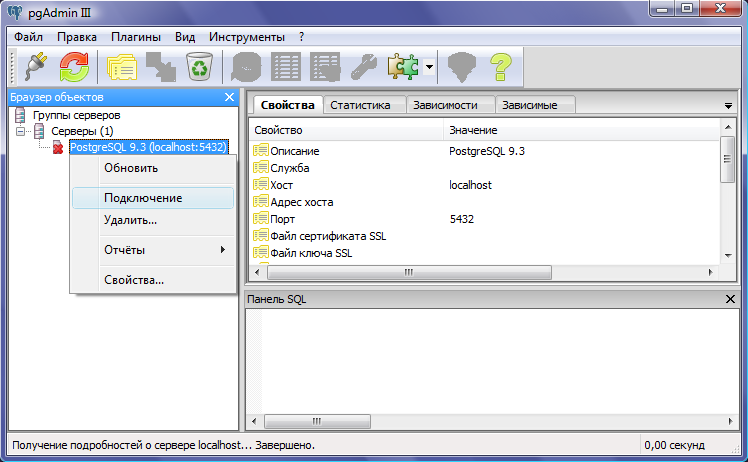 pgAdmin III
Файл Правка Плагины Вид Инструменты ?
Браузер объектов
Группы серверов
Серверы (1)
PostgreSQL 9.3 (localhost:5432)
Обновить
Подключение
Удалить...
Отчёты
Свойства...
Свойства Статистика Зависимости Зависимые
Свойство Значение
Описание PostgreSQL 9.3
Служба
Хост localhost
Адрес хоста
Порт 5432
Файл сертификата SSL
Файл ключа SSL
Панель SQL
Получение подробностей о сервере localhost... Завершено. 0,00 секунд